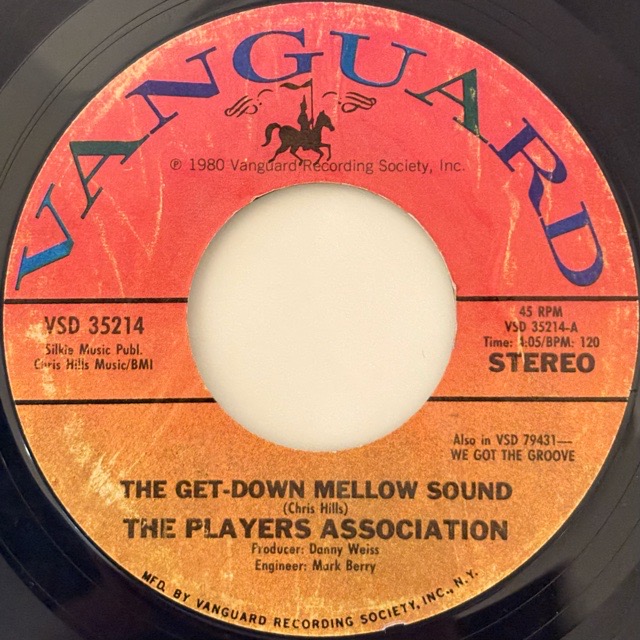 VANGUARD
℗ 1980 Vanguard Recording Society, Inc.
VSD 35214
Silkie Music Publ.
Chris Hills Music/BMI
45 RPM
VSD 35214-A
Time: 4:05/BPM: 120
STEREO
Also in VSD 79431—
WE GOT THE GROOVE
THE GET-DOWN MELLOW SOUND
(Chris Hills)
THE PLAYERS ASSOCIATION
Producer: Danny Weiss
Engineer: Mark Berry
MFD. BY VANGUARD RECORDING SOCIETY, INC., N.Y.